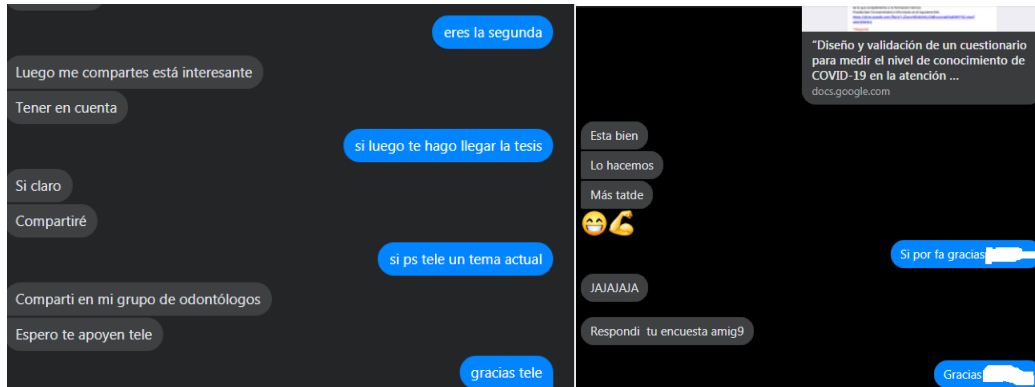 eres la segunda
Luego me compartes está interesante
Tener en cuenta
si luego te hago llegar la tesis
Si claro
Compartiré
si ps tele un tema actual
Comparti en mi grupo de odontólogos
Espero te apoyen tele
gracias tele
"Diseño y validación de un cuestionario
para medir el nivel de conocimiento de
COVID-19 en la atención ...
docs.google.com
Esta bien
Lo hacemos
Más tatde
😁💪
Si por fa gracias
JAJAJAJA
Respondi tu encuesta amig9
Gracias